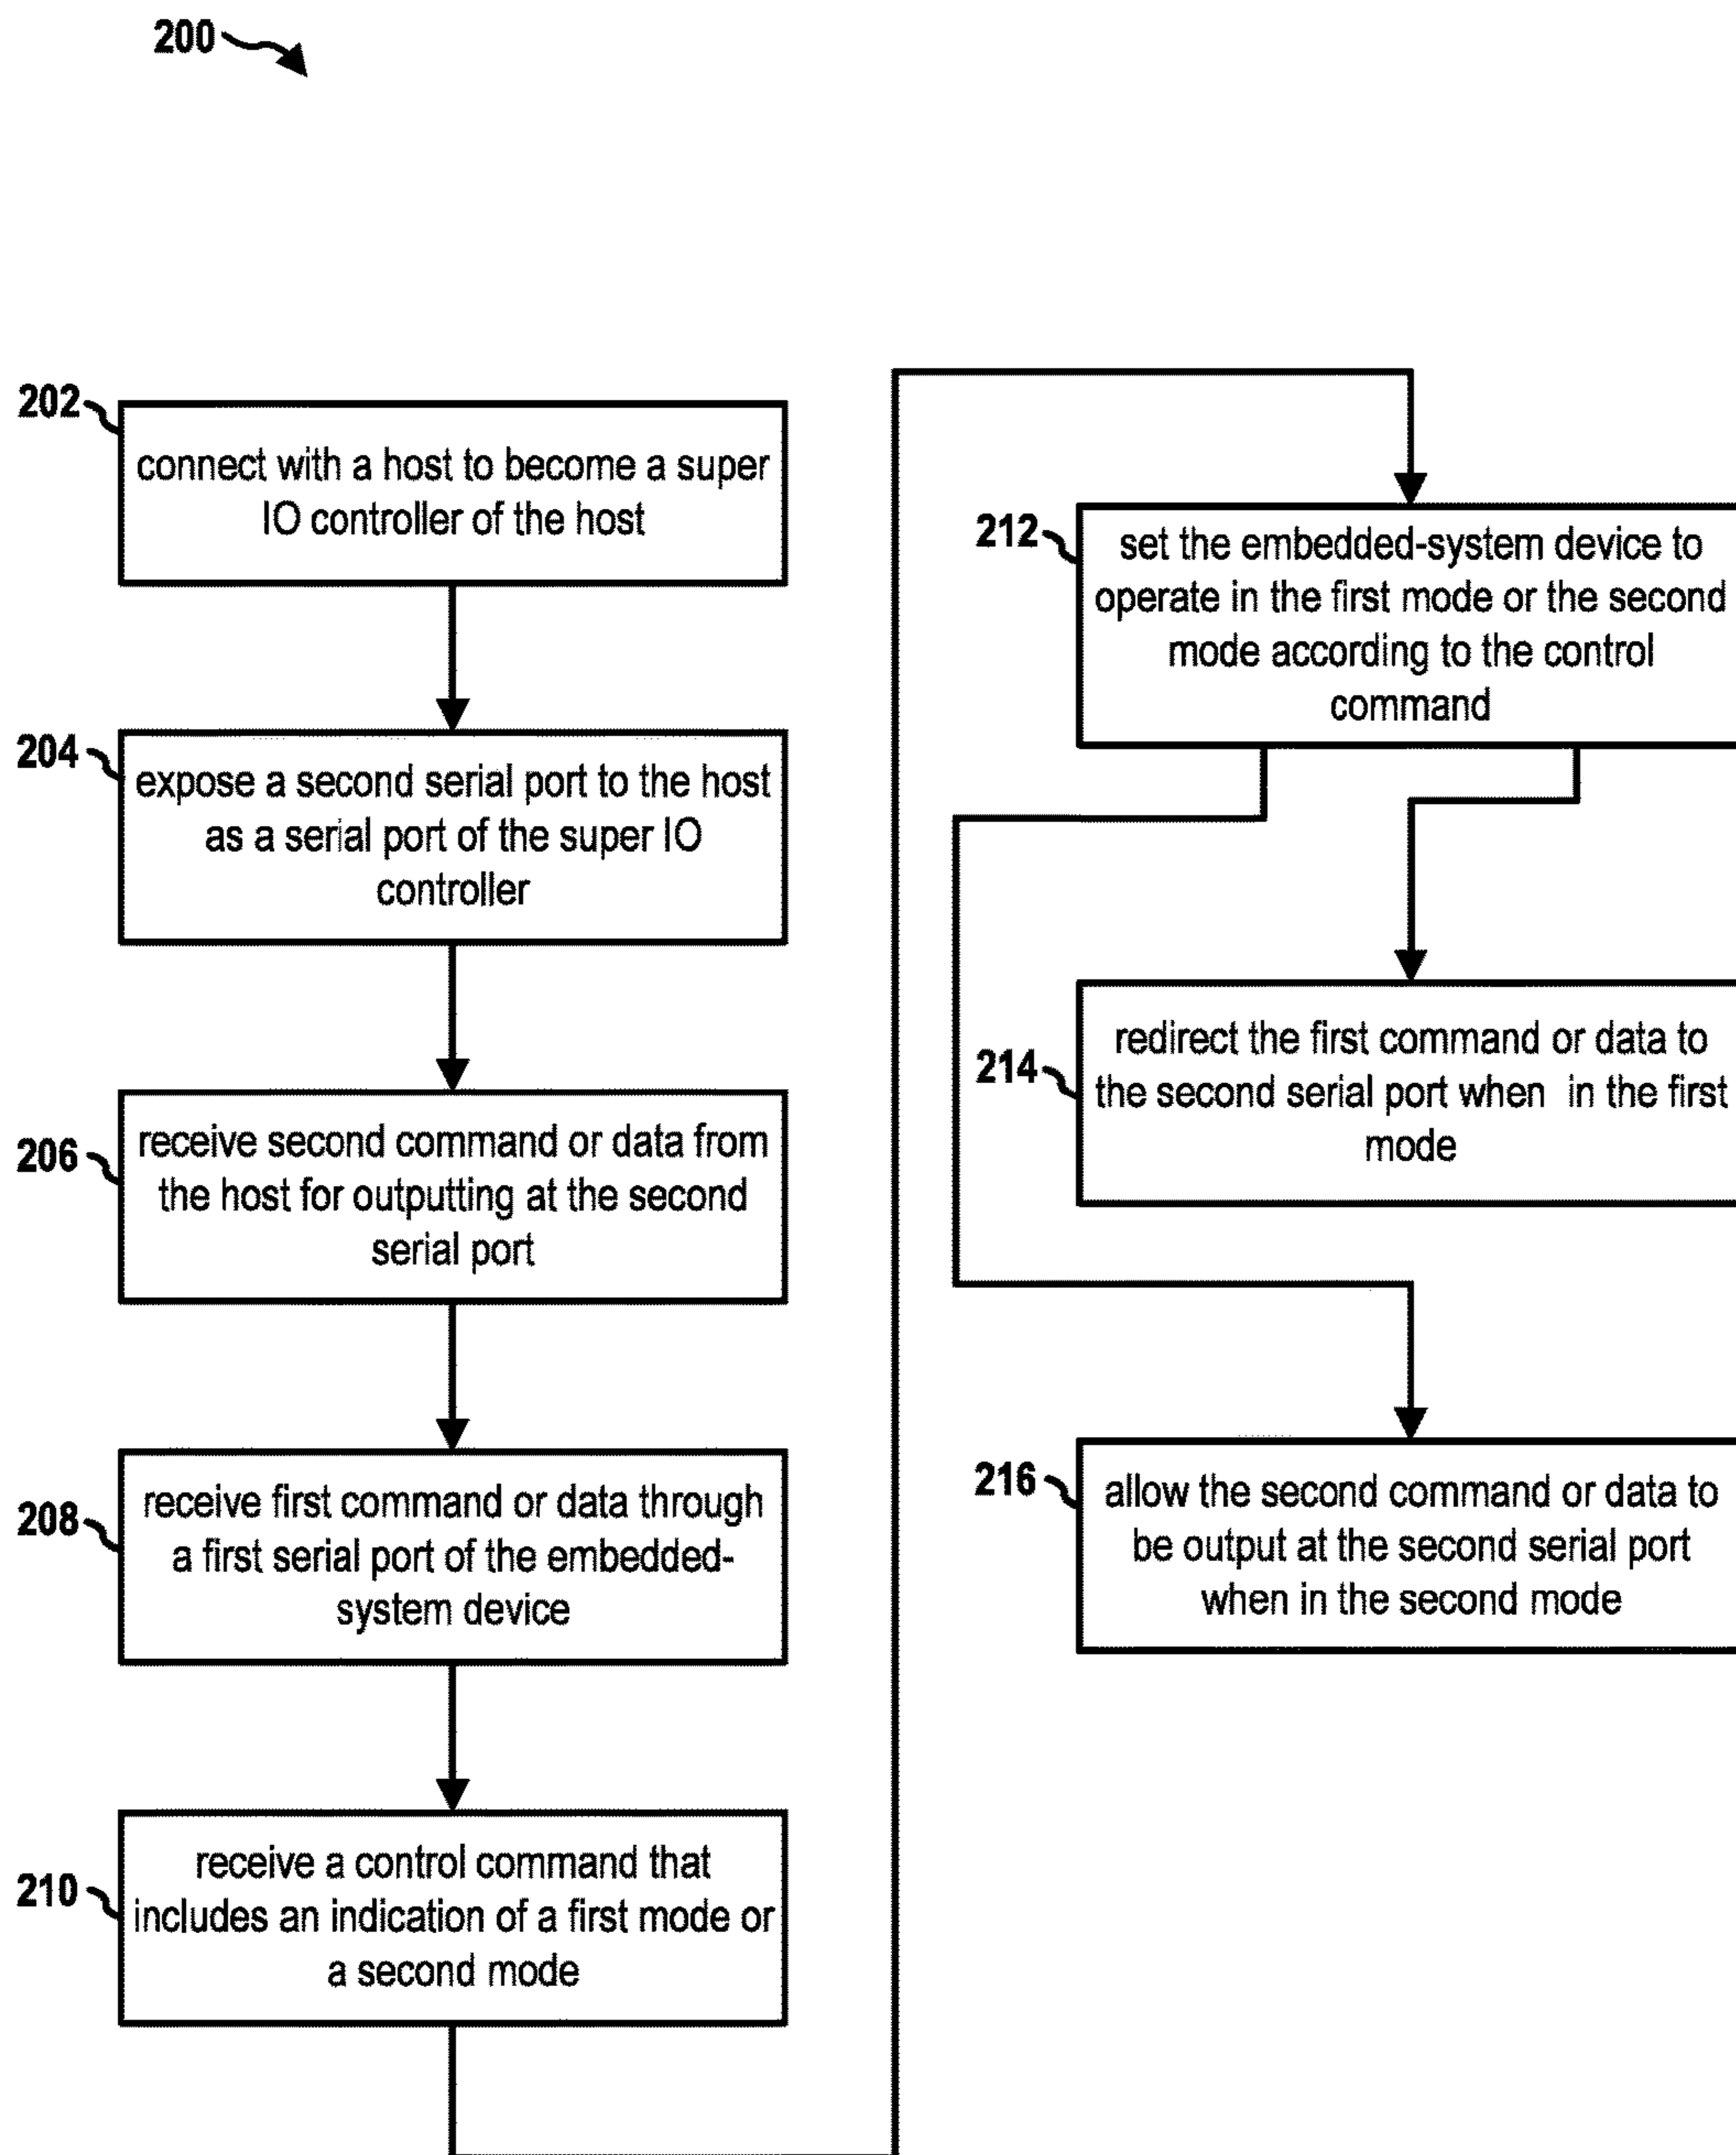 200
202
connect with a host to become a super
IO controller of the host
204
expose a second serial port to the host
as a serial port of the super IO
controller
206
receive second command or data from
the host for outputting at the second
serial port
208
receive first command or data through
a first serial port of the embedded-
system device
210
receive a control command that
includes an indication of a first mode or
a second mode
212
set the embedded-system device to
operate in the first mode or the second
mode according to the control
command
214
redirect the first command or data to
the second serial port when in the first
mode
216
allow the second command or data to
be output at the second serial port
when in the second mode